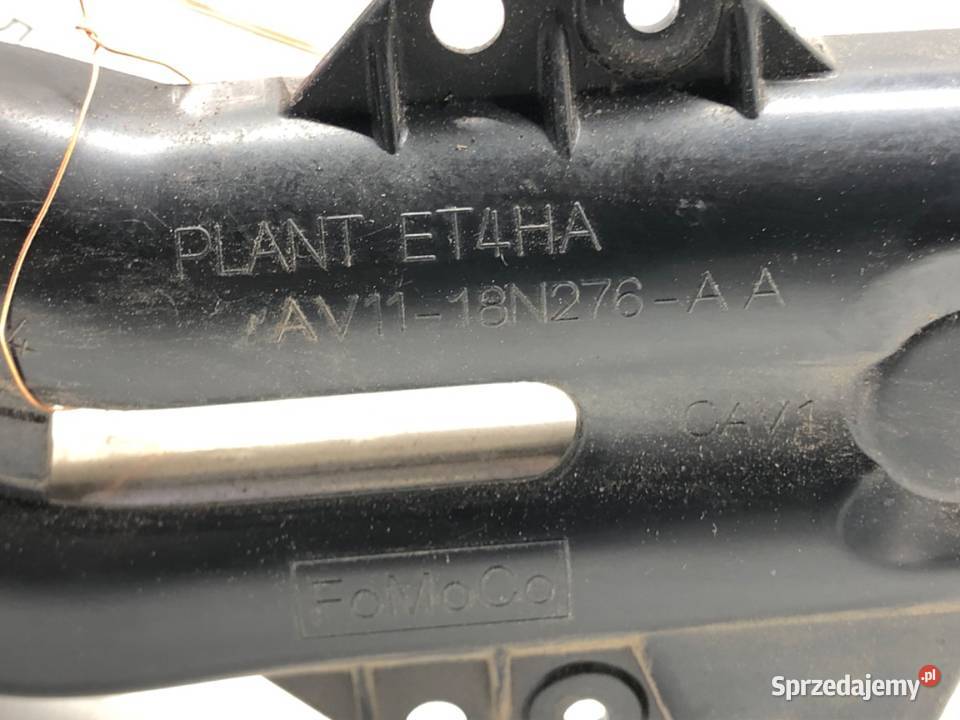 PLANT ET4HA
AV11-18N276-AA
CAV1
FoMoCo
Sprzedajemy.pl